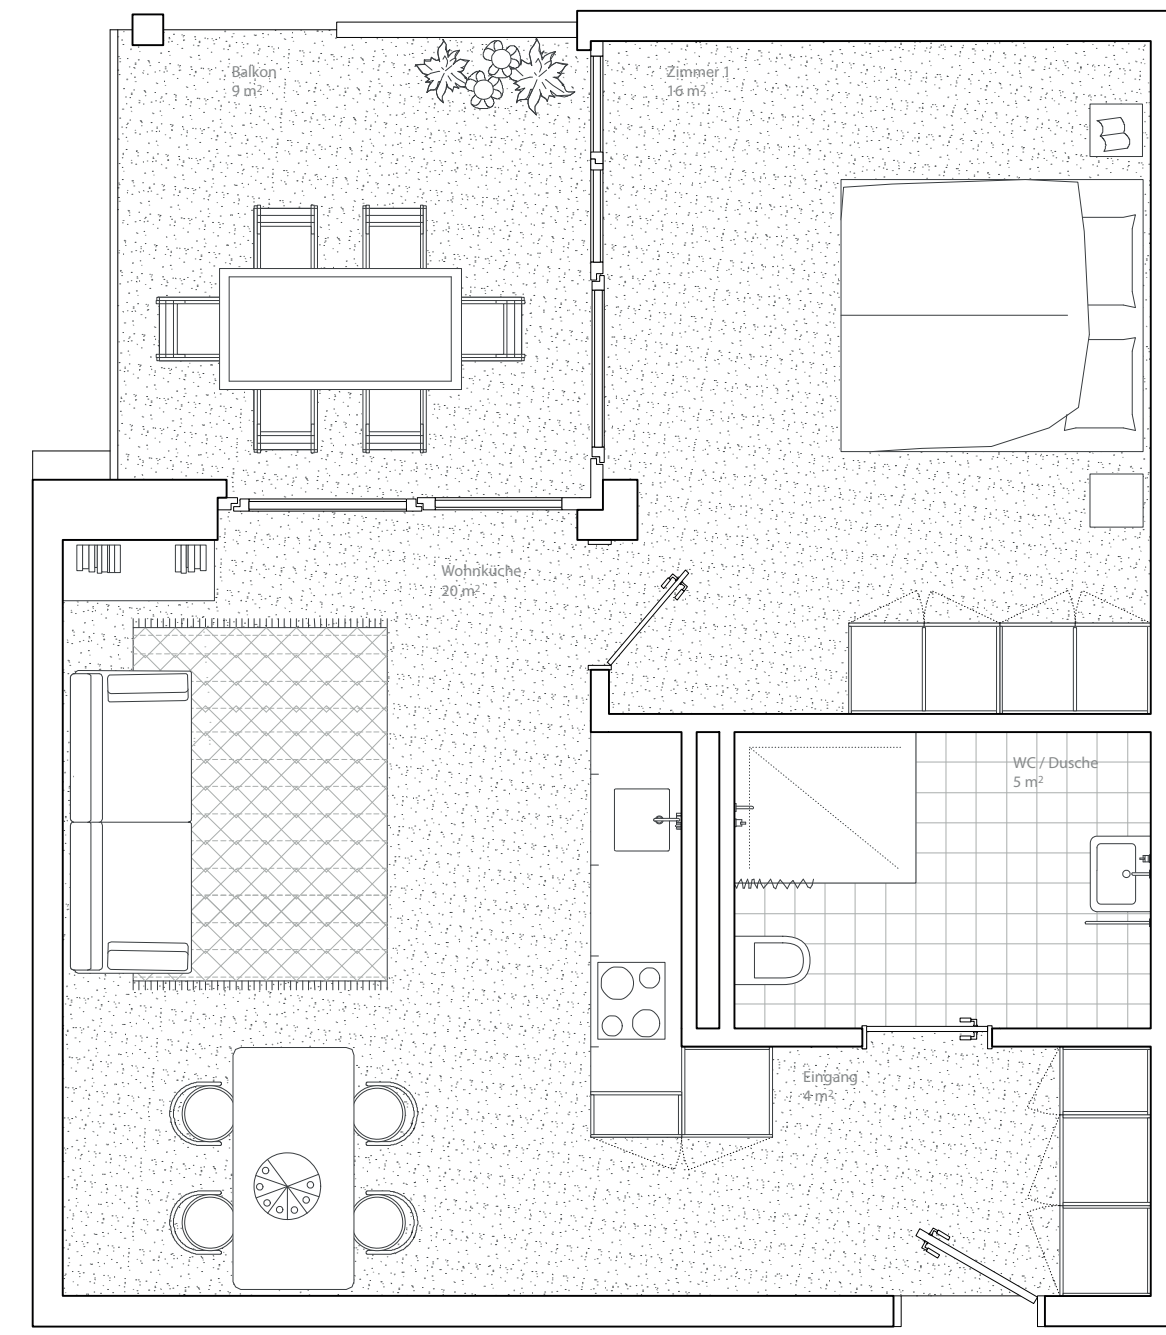 Balkon
9 m²
Zimmer 1
16 m²
Wohnküche
20 m²
WC / Dusche
5 m²
Eingang
4 m²